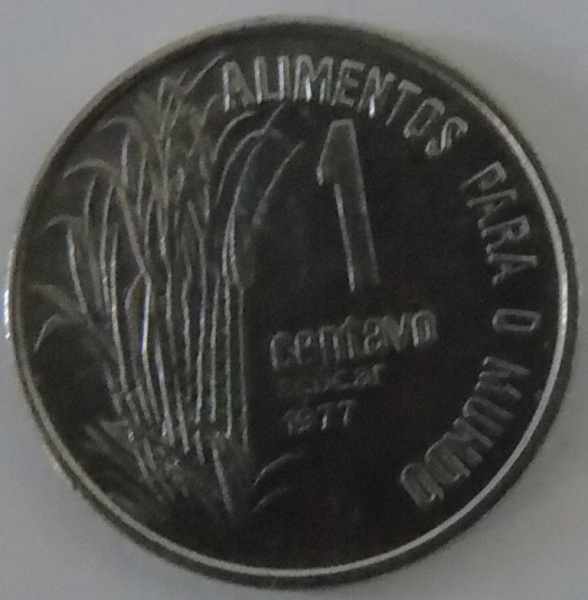 ALIMENTOS PARA O MUNDO
1
centavo
açúcar
1977